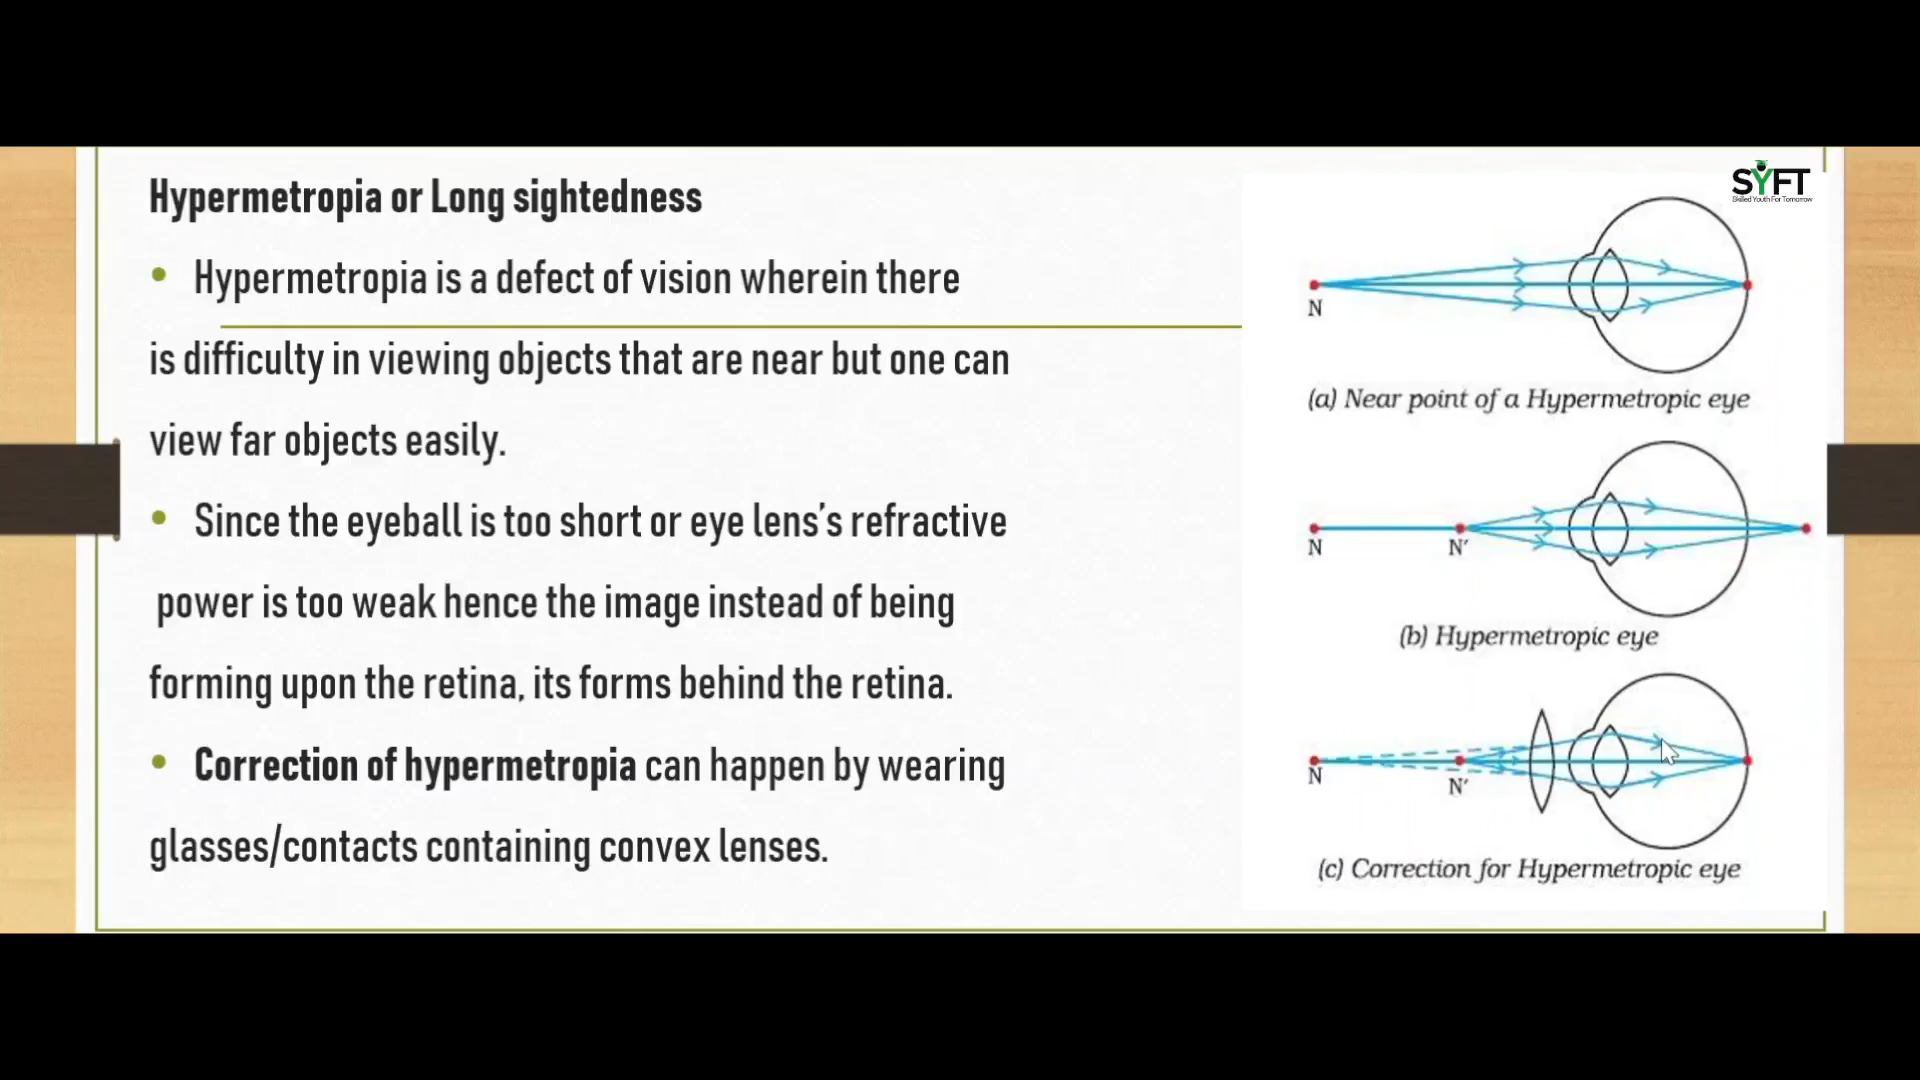 Hypermetropia or Long sightedness
• Hypermetropia is a defect of vision wherein there
is difficulty in viewing objects that are near but one can
view far objects easily.
• Since the eyeball is too short or eye lens’s refractive
power is too weak hence the image instead of being
forming upon the retina, its forms behind the retina.
• Correction of hypermetropia can happen by wearing
glasses/contacts containing convex lenses.
SYFT
Skilled Youth For Tomorrow
N
(a) Near point of a Hypermetropic eye
N N′
(b) Hypermetropic eye
N N′
(c) Correction for Hypermetropic eye